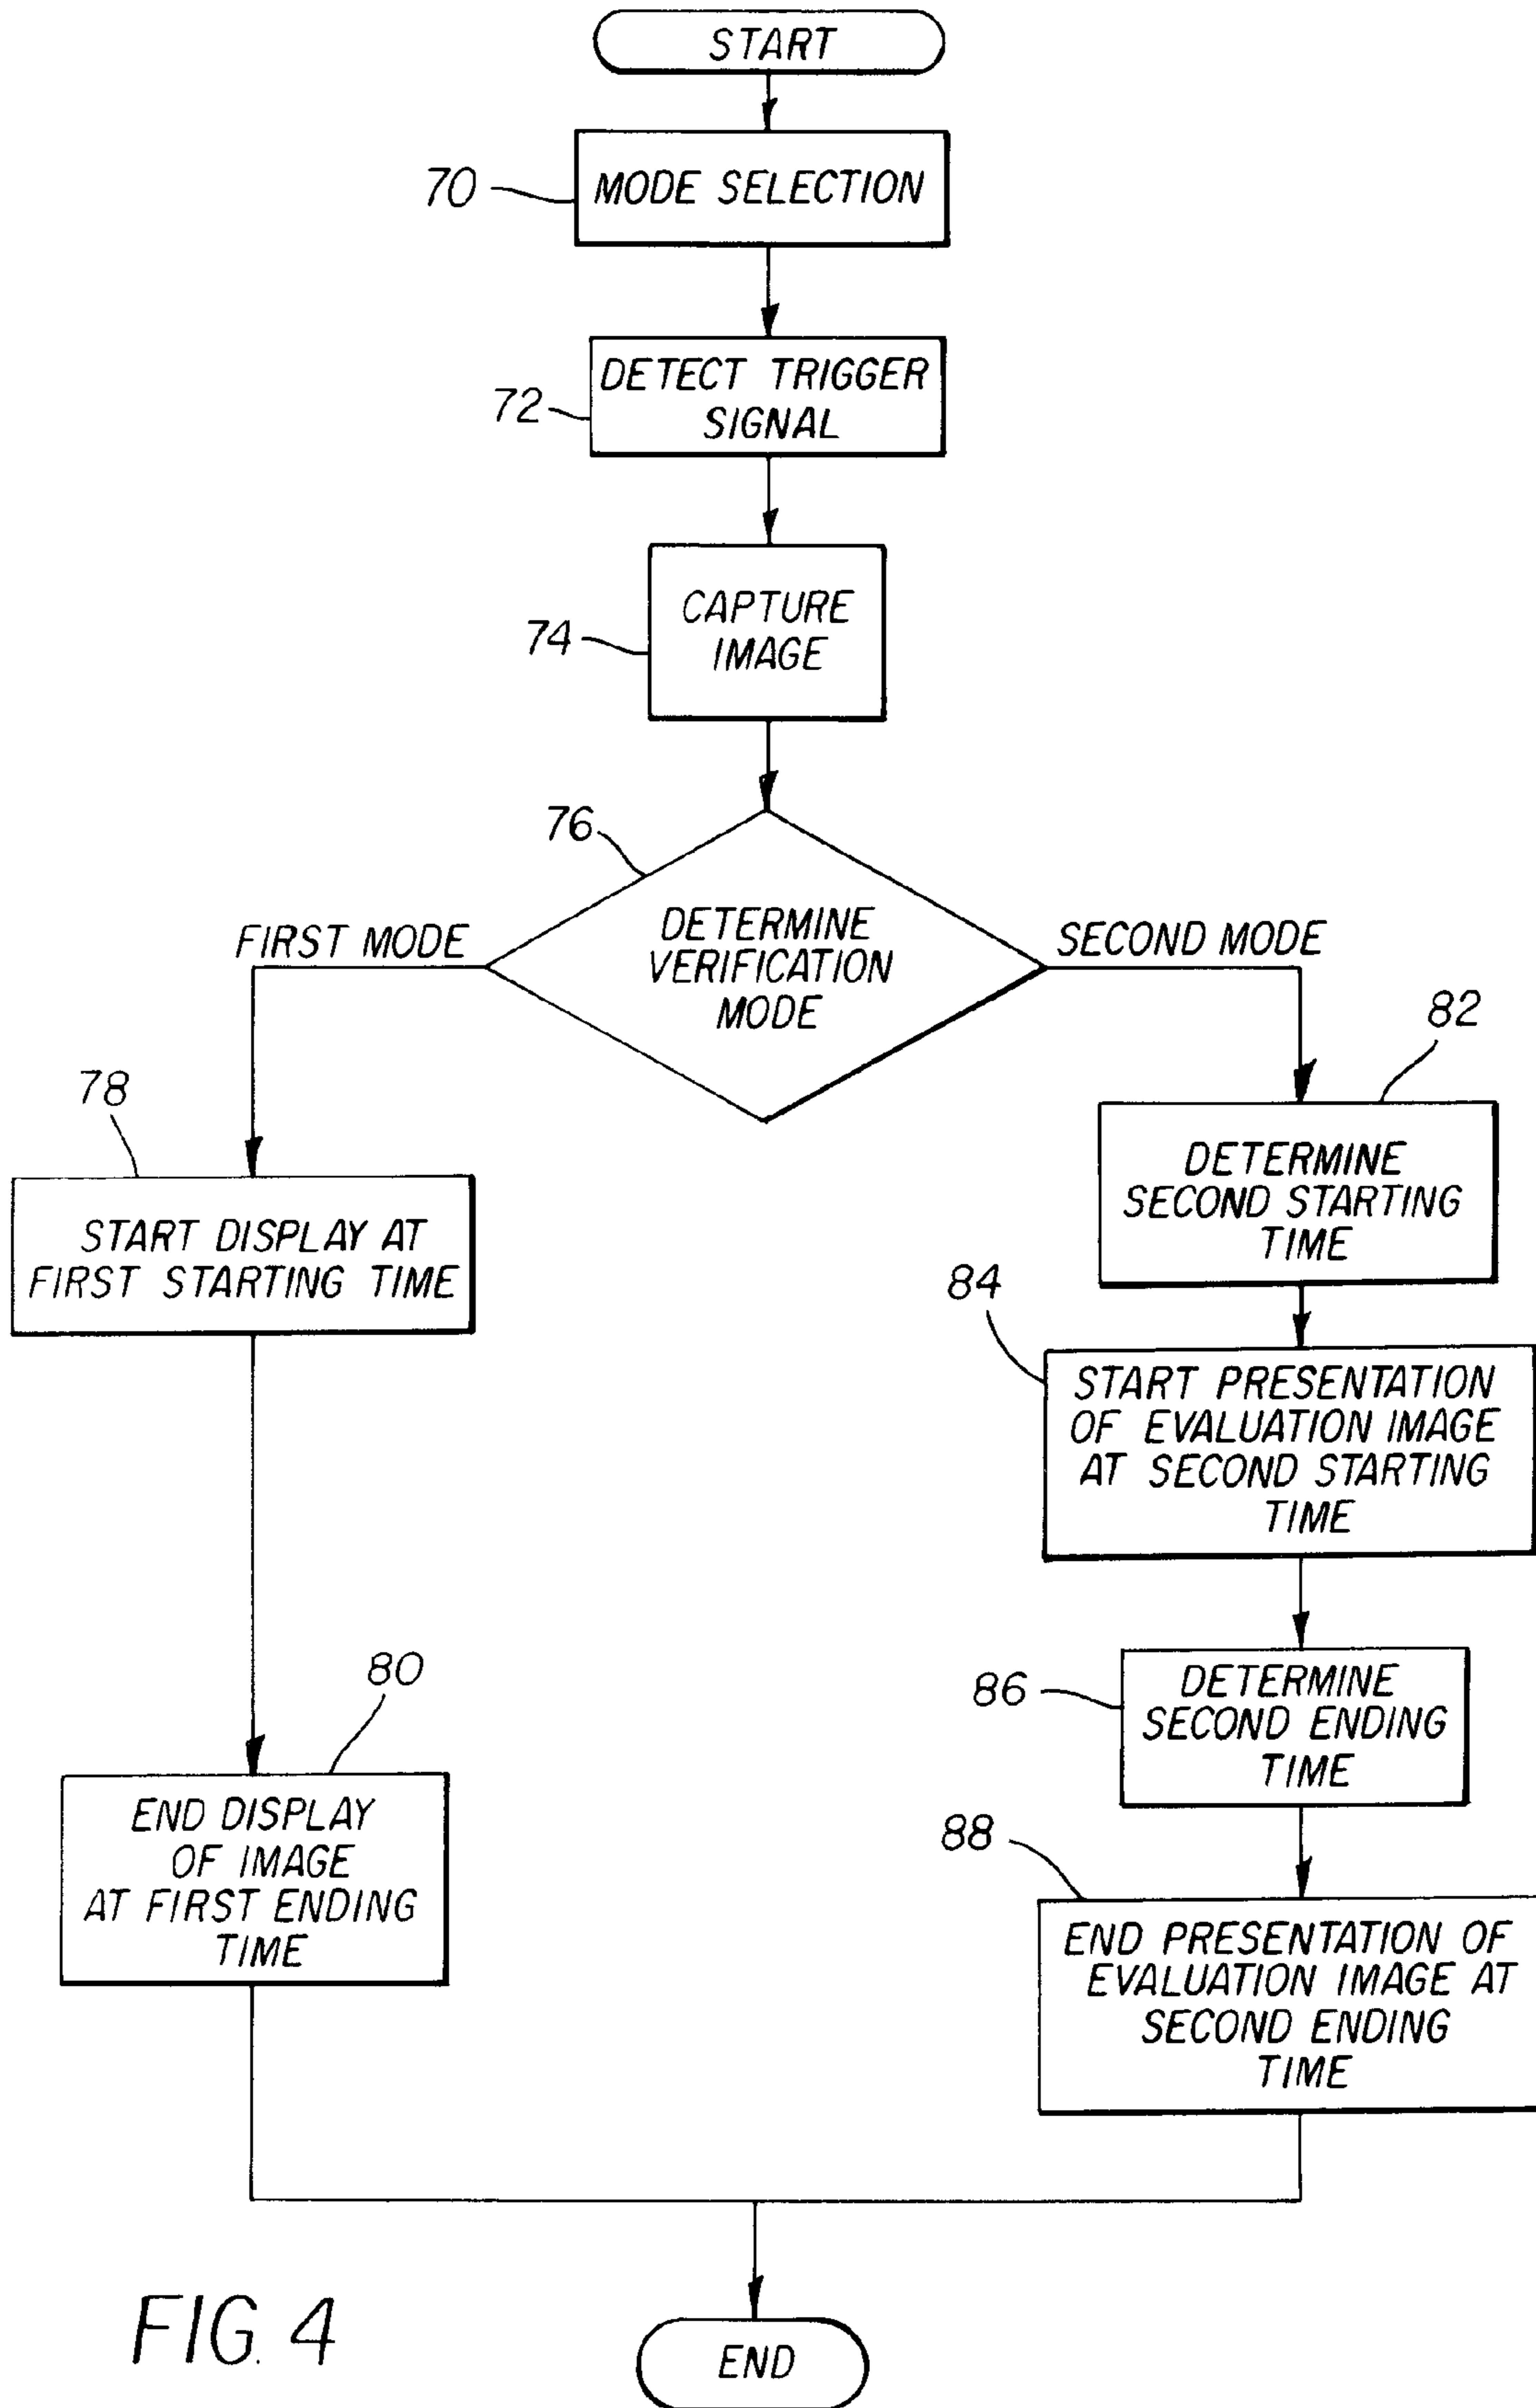 START
70
MODE SELECTION
72
DETECT TRIGGER
SIGNAL
74
CAPTURE
IMAGE
76
DETERMINE
VERIFICATION
MODE
FIRST MODE
SECOND MODE
78
START DISPLAY AT
FIRST STARTING TIME
80
END DISPLAY
OF IMAGE
AT FIRST ENDING
TIME
82
DETERMINE
SECOND STARTING
TIME
84
START PRESENTATION
OF EVALUATION IMAGE
AT SECOND STARTING
TIME
86
DETERMINE
SECOND ENDING
TIME
88
END PRESENTATION OF
EVALUATION IMAGE AT
SECOND ENDING
TIME
END
FIG. 4